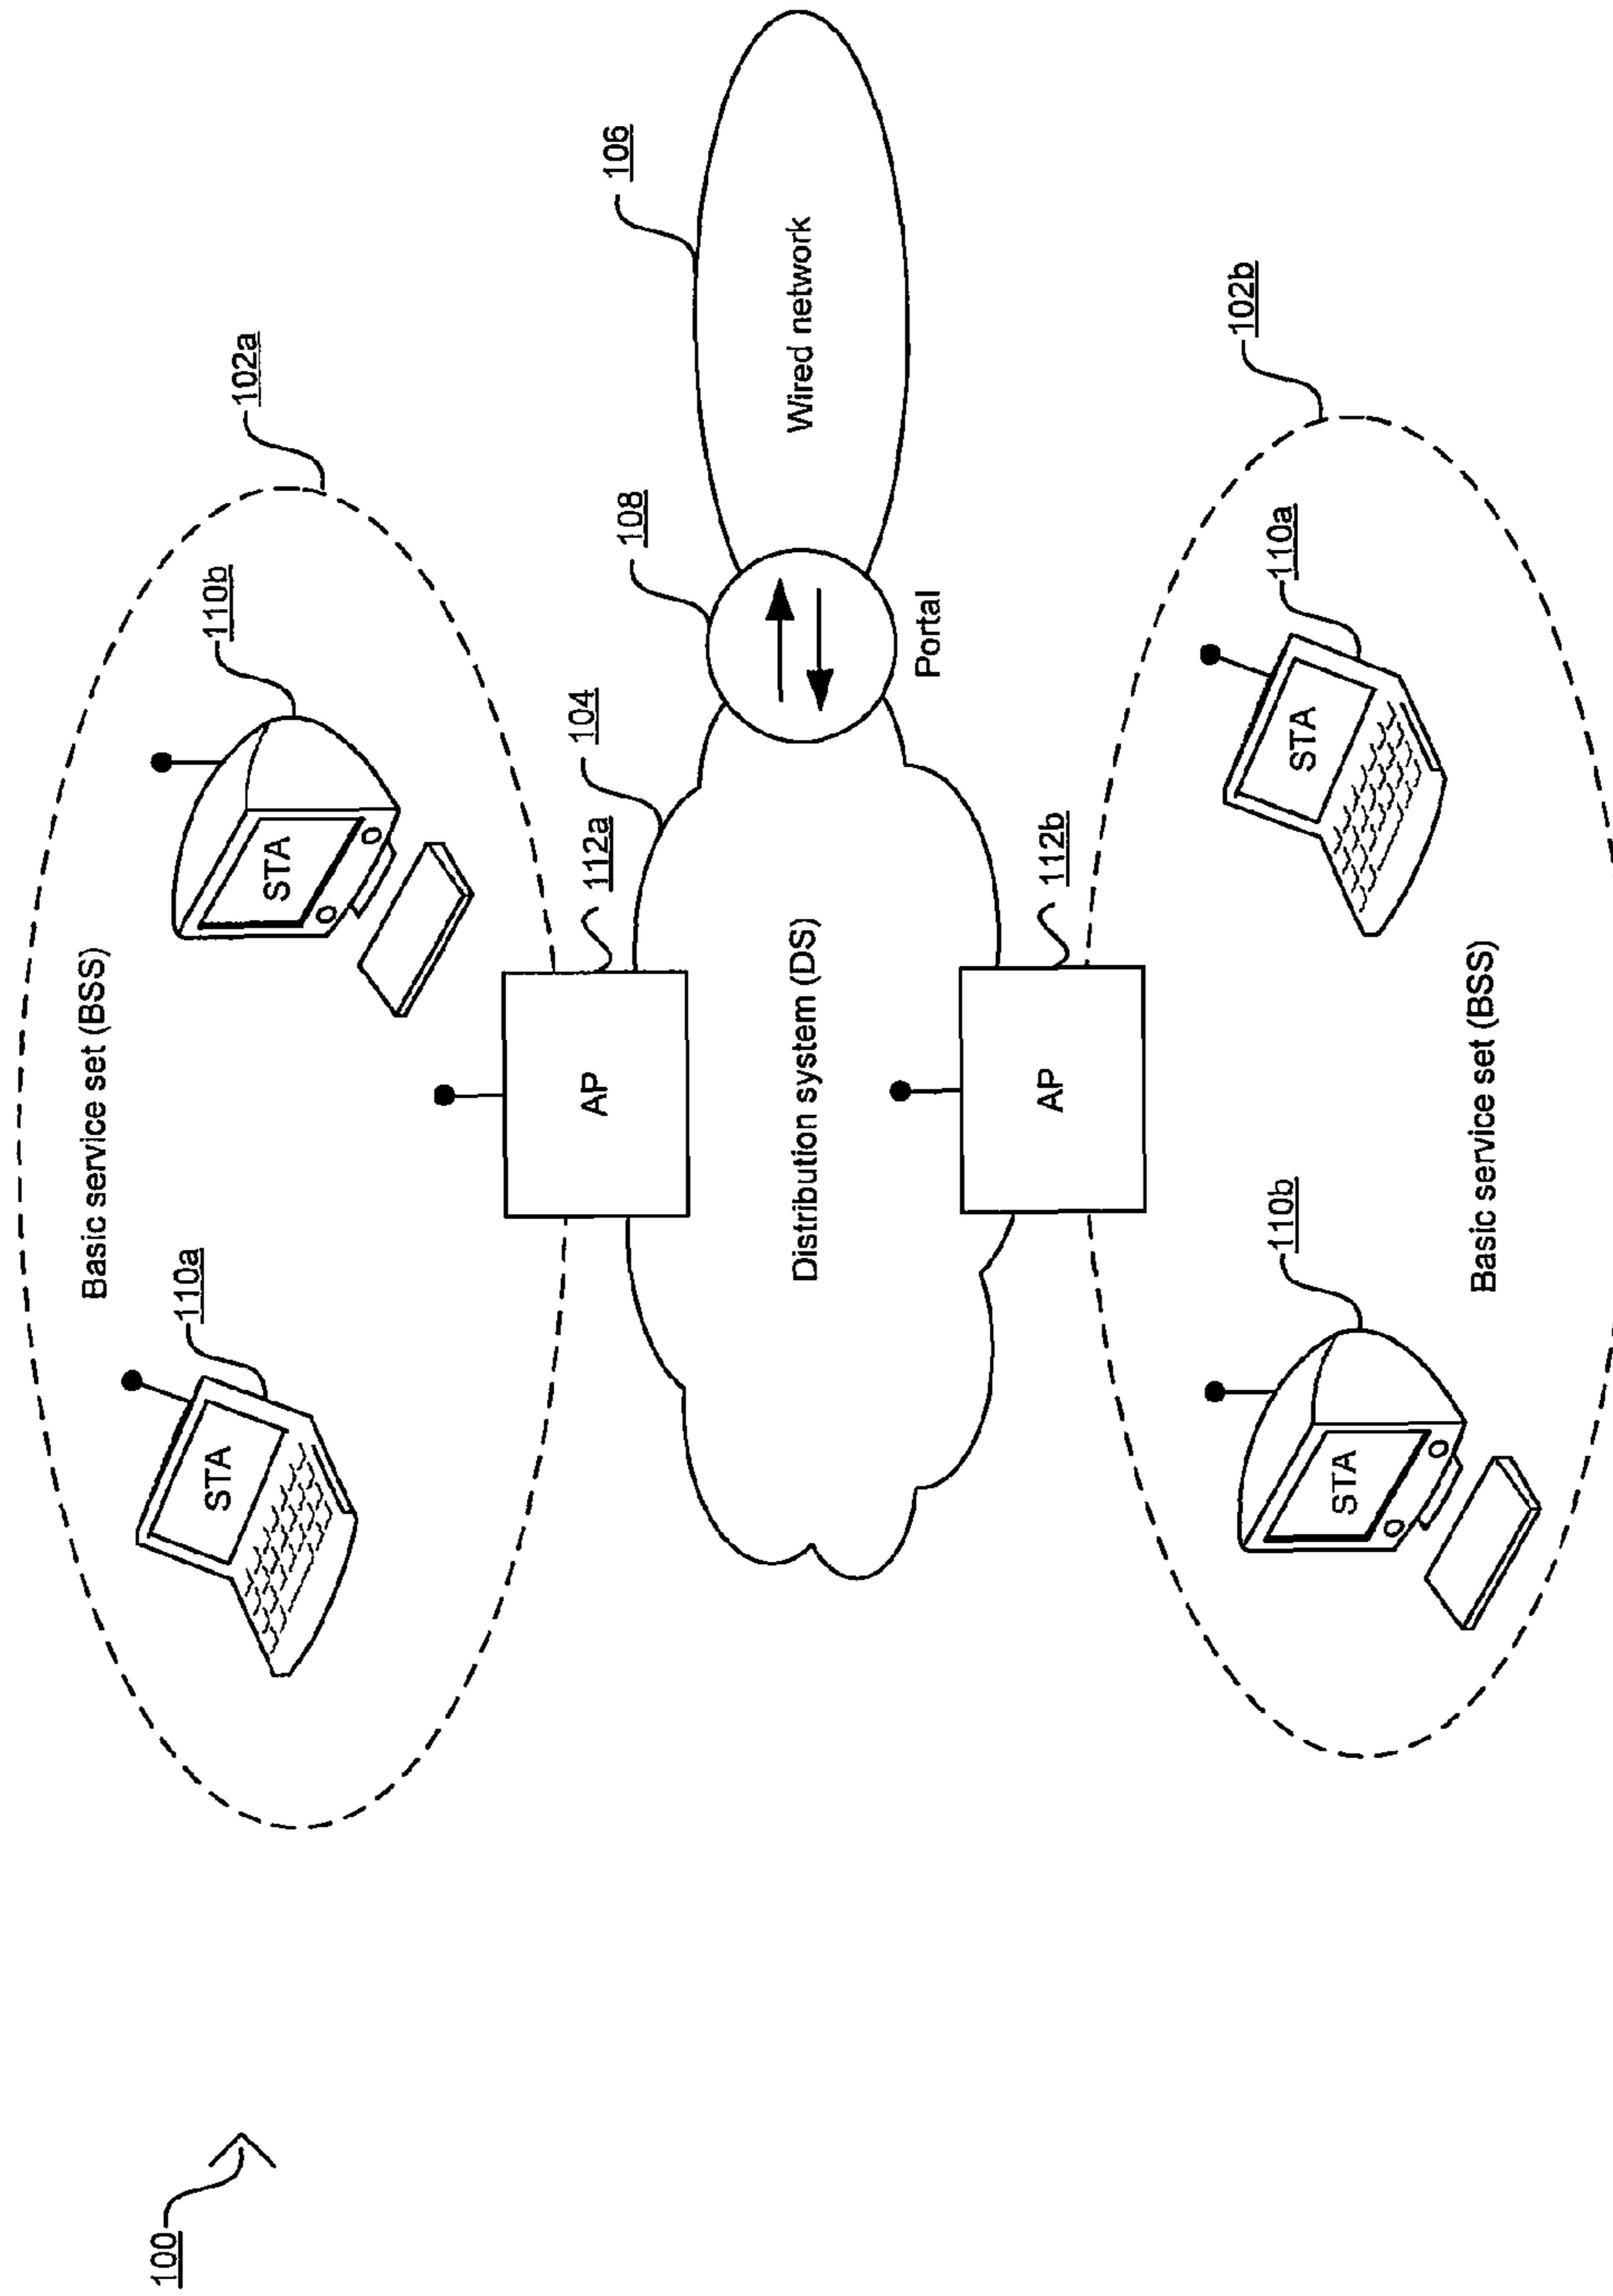 100
Basic service set (BSS)
102a
110a
STA
110b
STA
AP
112a
104
108
106
Distribution system (DS)
Wired network
Portal
AP
112b
102b
110b
STA
110a
STA
Basic service set (BSS)